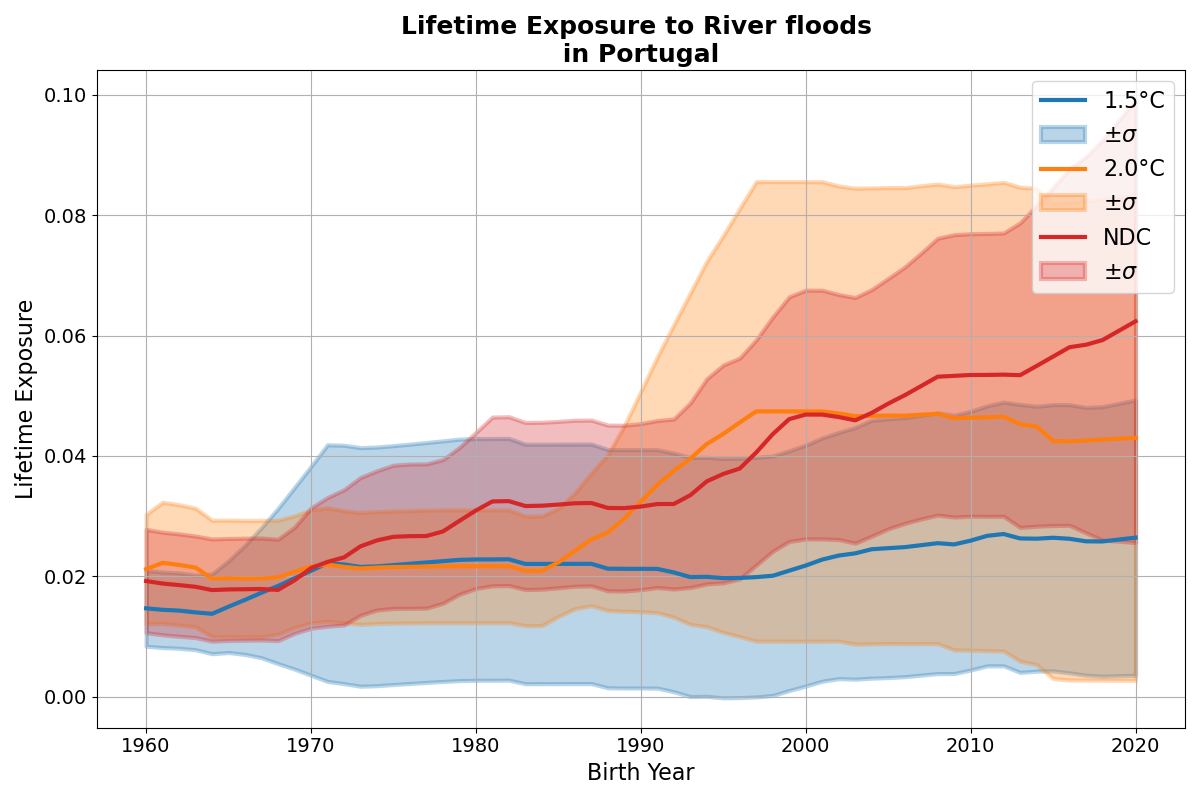 Lifetime Exposure to River floods
in Portugal
Lifetime Exposure
0.10
0.08
0.06
0.04
0.02
0.00
1960 1970 1980 1990 2000 2010 2020
Birth Year
1.5°C
±σ
2.0°C
±σ
NDC
±σ